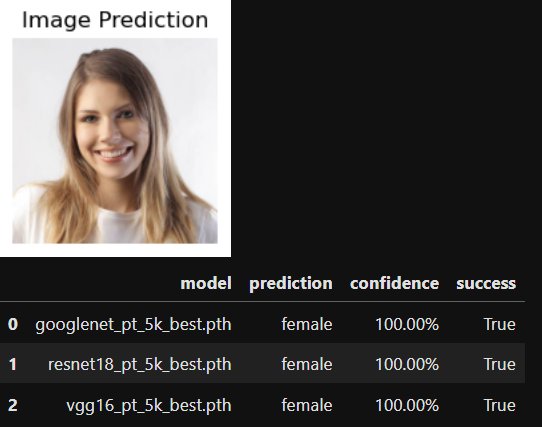 Image Prediction
model prediction confidence success
0 googlenet_pt_5k_best.pth female 100.00% True
1 resnet18_pt_5k_best.pth female 100.00% True
2 vgg16_pt_5k_best.pth female 100.00% True